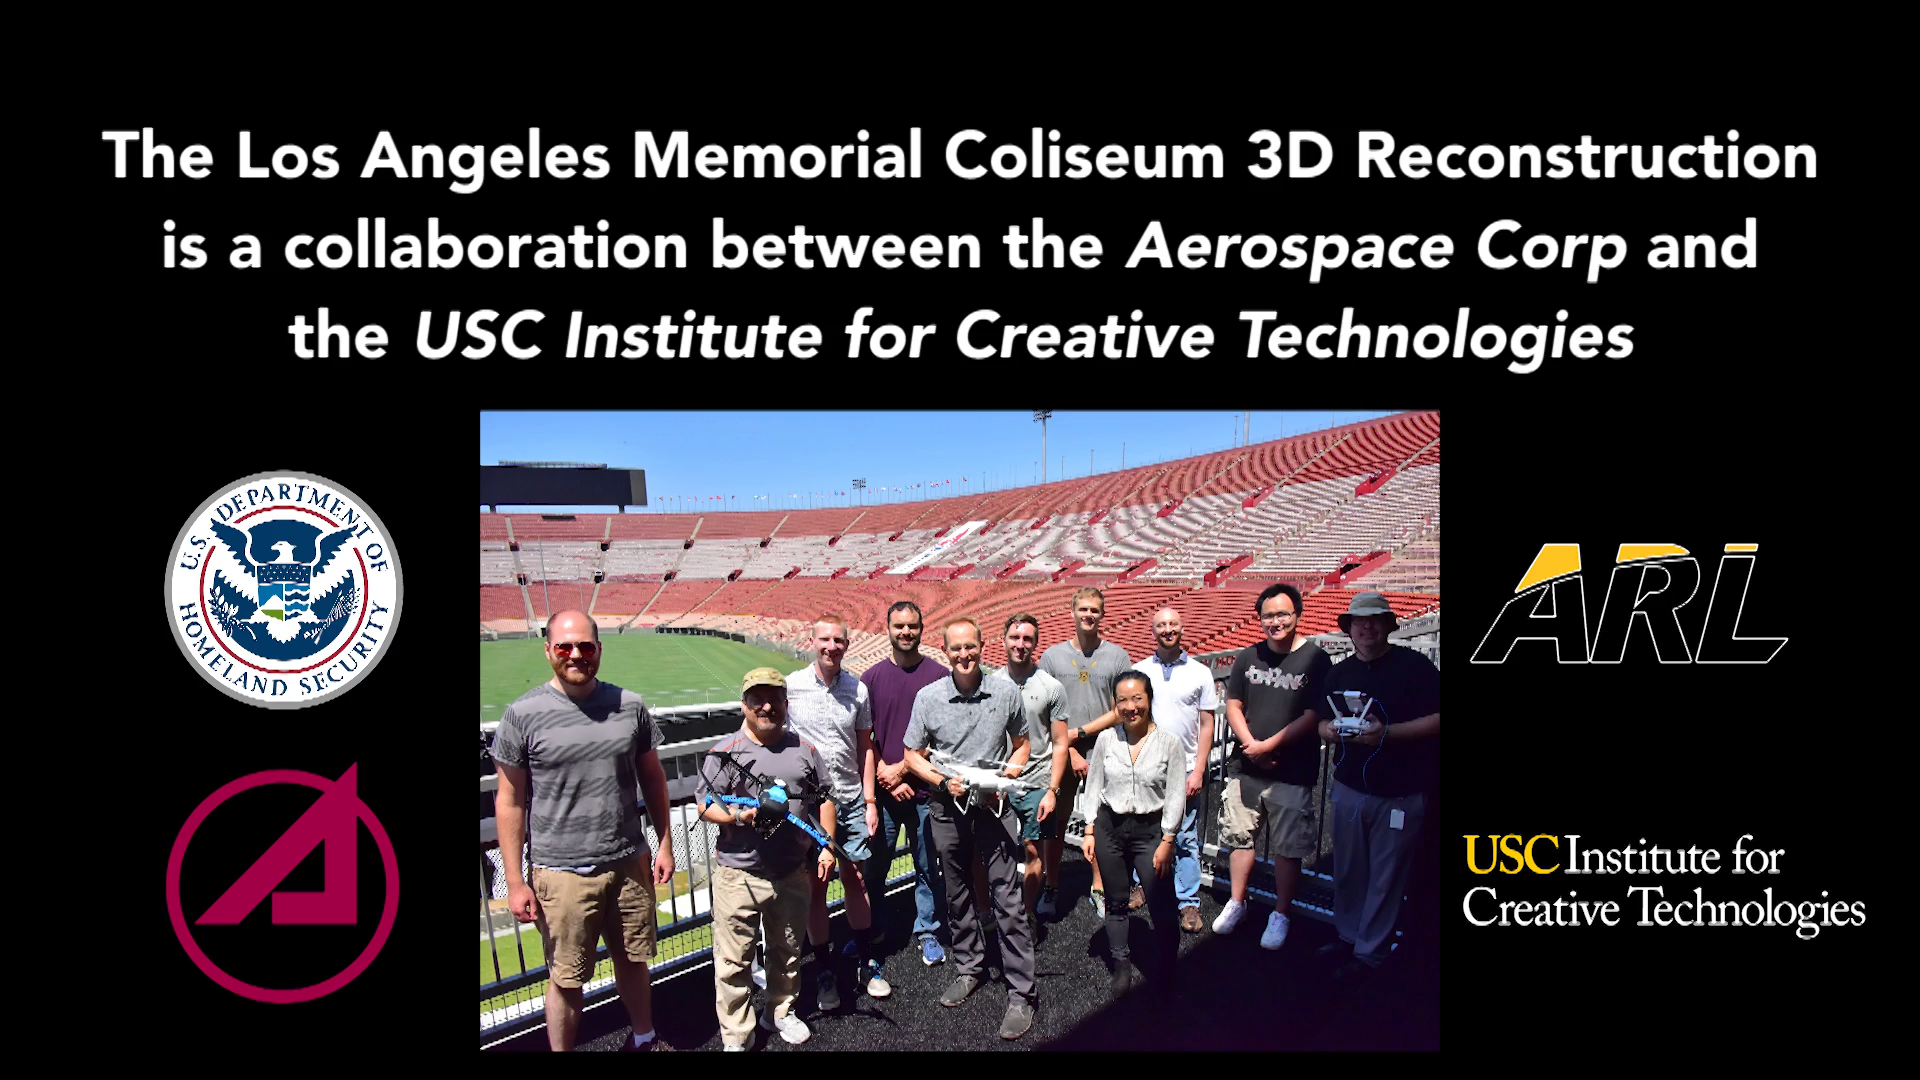 The Los Angeles Memorial Coliseum 3D Reconstruction
is a collaboration between the Aerospace Corp and
the USC Institute for Creative Technologies
U.S. DEPARTMENT OF
HOMELAND SECURITY
ARL
USC Institute for
Creative Technologies